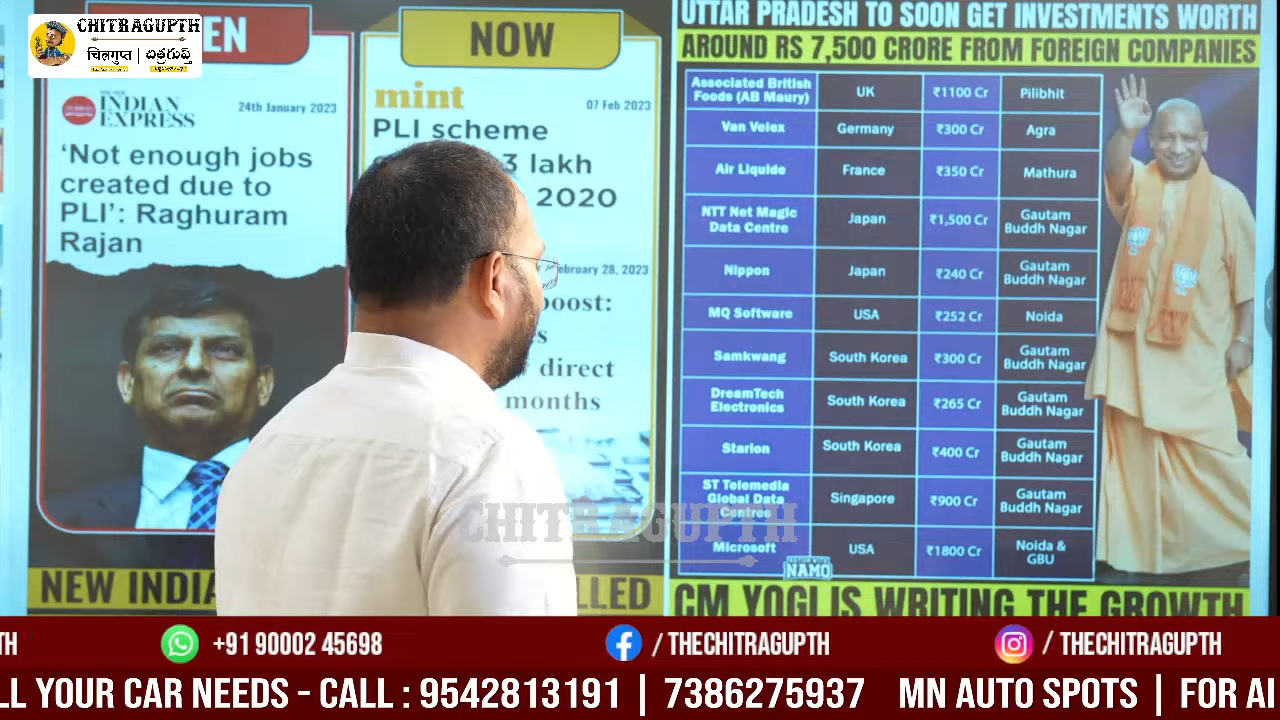 CHITRAGUPTH
चित्रगुप्त | చిత్రగుప్త్
EN
THE NEW
INDIAN
EXPRESS
24th January 2023
'Not enough jobs
created due to
PLI': Raghuram
Rajan
NOW
mint
07 Feb 2023
PLI scheme
3 lakh
2020
ebruary 28, 2023
boost:
es
direct
months
NEW INDIA
LLED
UTTAR PRADESH TO SOON GET INVESTMENTS WORTH
AROUND RS 7,500 CRORE FROM FOREIGN COMPANIES
Associated British
Foods (AB Maury) UK ₹1100 Cr Pilibhit
Van Velex Germany ₹300 Cr Agra
Air Liquide France ₹350 Cr Mathura
NTT Net Magic
Data Centre Japan ₹1,500 Cr Gautam
Buddh Nagar
Nippon Japan ₹240 Cr Gautam
Buddh Nagar
MQ Software USA ₹252 Cr Noida
Samkwang South Korea ₹300 Cr Gautam
Buddh Nagar
DreamTech
Electronics South Korea ₹265 Cr Gautam
Buddh Nagar
Starion South Korea ₹400 Cr Gautam
Buddh Nagar
ST Telemedia
Global Data
Centres Singapore ₹900 Cr Gautam
Buddh Nagar
Microsoft USA ₹1800 Cr Noida &
GBU
NATION WITH
NAMO
CM YOGI IS WRITING THE GROWTH
CHITRAGUPTH
TH +91 90002 45698 / THECHITRAGUPTH / THECHITRAGUPTH
LL YOUR CAR NEEDS - CALL : 9542813191 | 7386275937 MN AUTO SPOTS | FOR AL